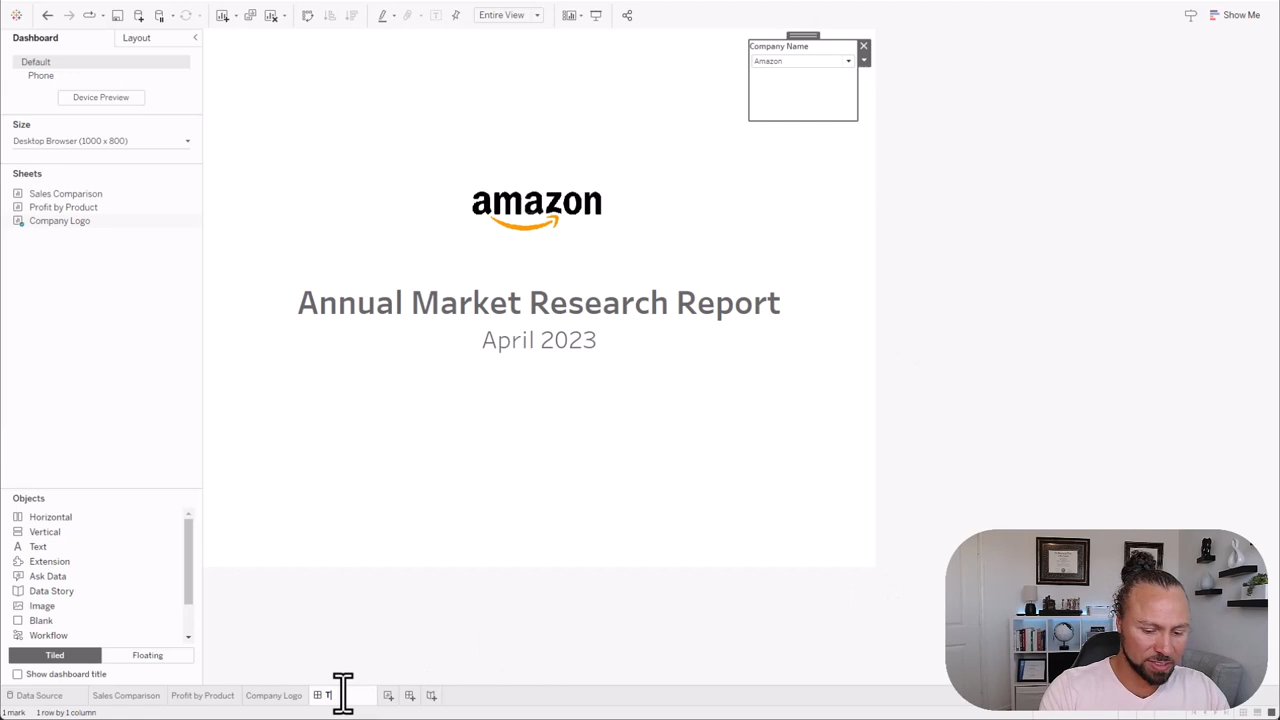 Entire View
Show Me
Dashboard
Layout
Default
Phone
Device Preview
Size
Desktop Browser (1000 x 800)
Sheets
Sales Comparison
Profit by Product
Company Logo
Company Name
Amazon
amazon
Annual Market Research Report
April 2023
Objects
Horizontal
Vertical
Text
Extension
Ask Data
Data Story
Image
Blank
Workflow
Tiled
Floating
Show dashboard title
Data Source
Sales Comparison
Profit by Product
Company Logo
T
1 mark
1 row by 1 column